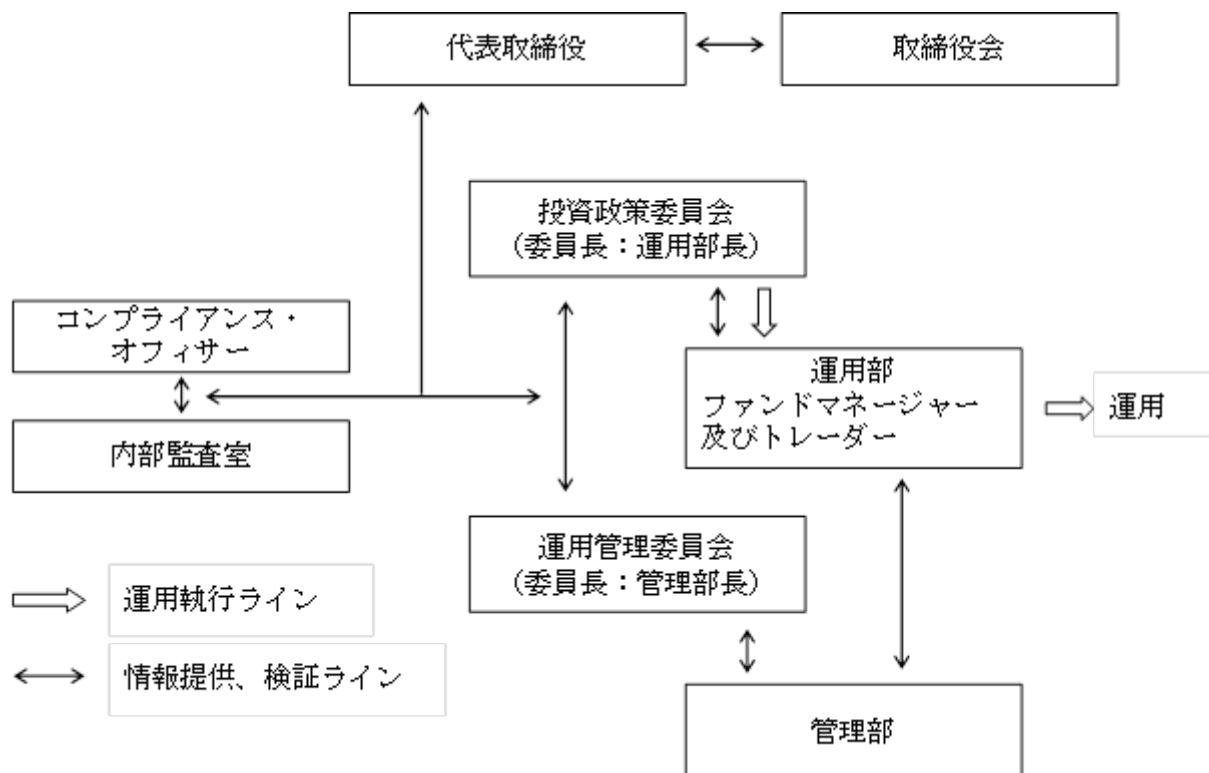 代表取締役
取締役会
投資政策委員会
（委員長：運用部長）
コンプライアンス・
オフィサー
運用部
ファンドマネージャー
及びトレーダー
運用
内部監査室
運用管理委員会
（委員長：管理部長）
運用執行ライン
情報提供、検証ライン
管理部